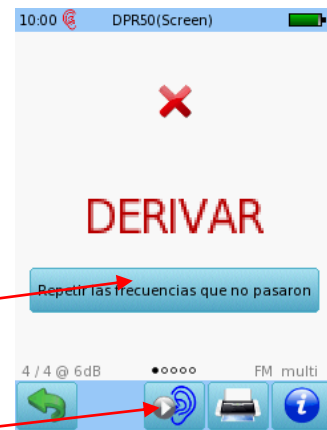 10:00 DPR50(Screen)
DERIVAR
Repetir las frecuencias que no pasaron
4 / 4 @ 6dB FM multi
i